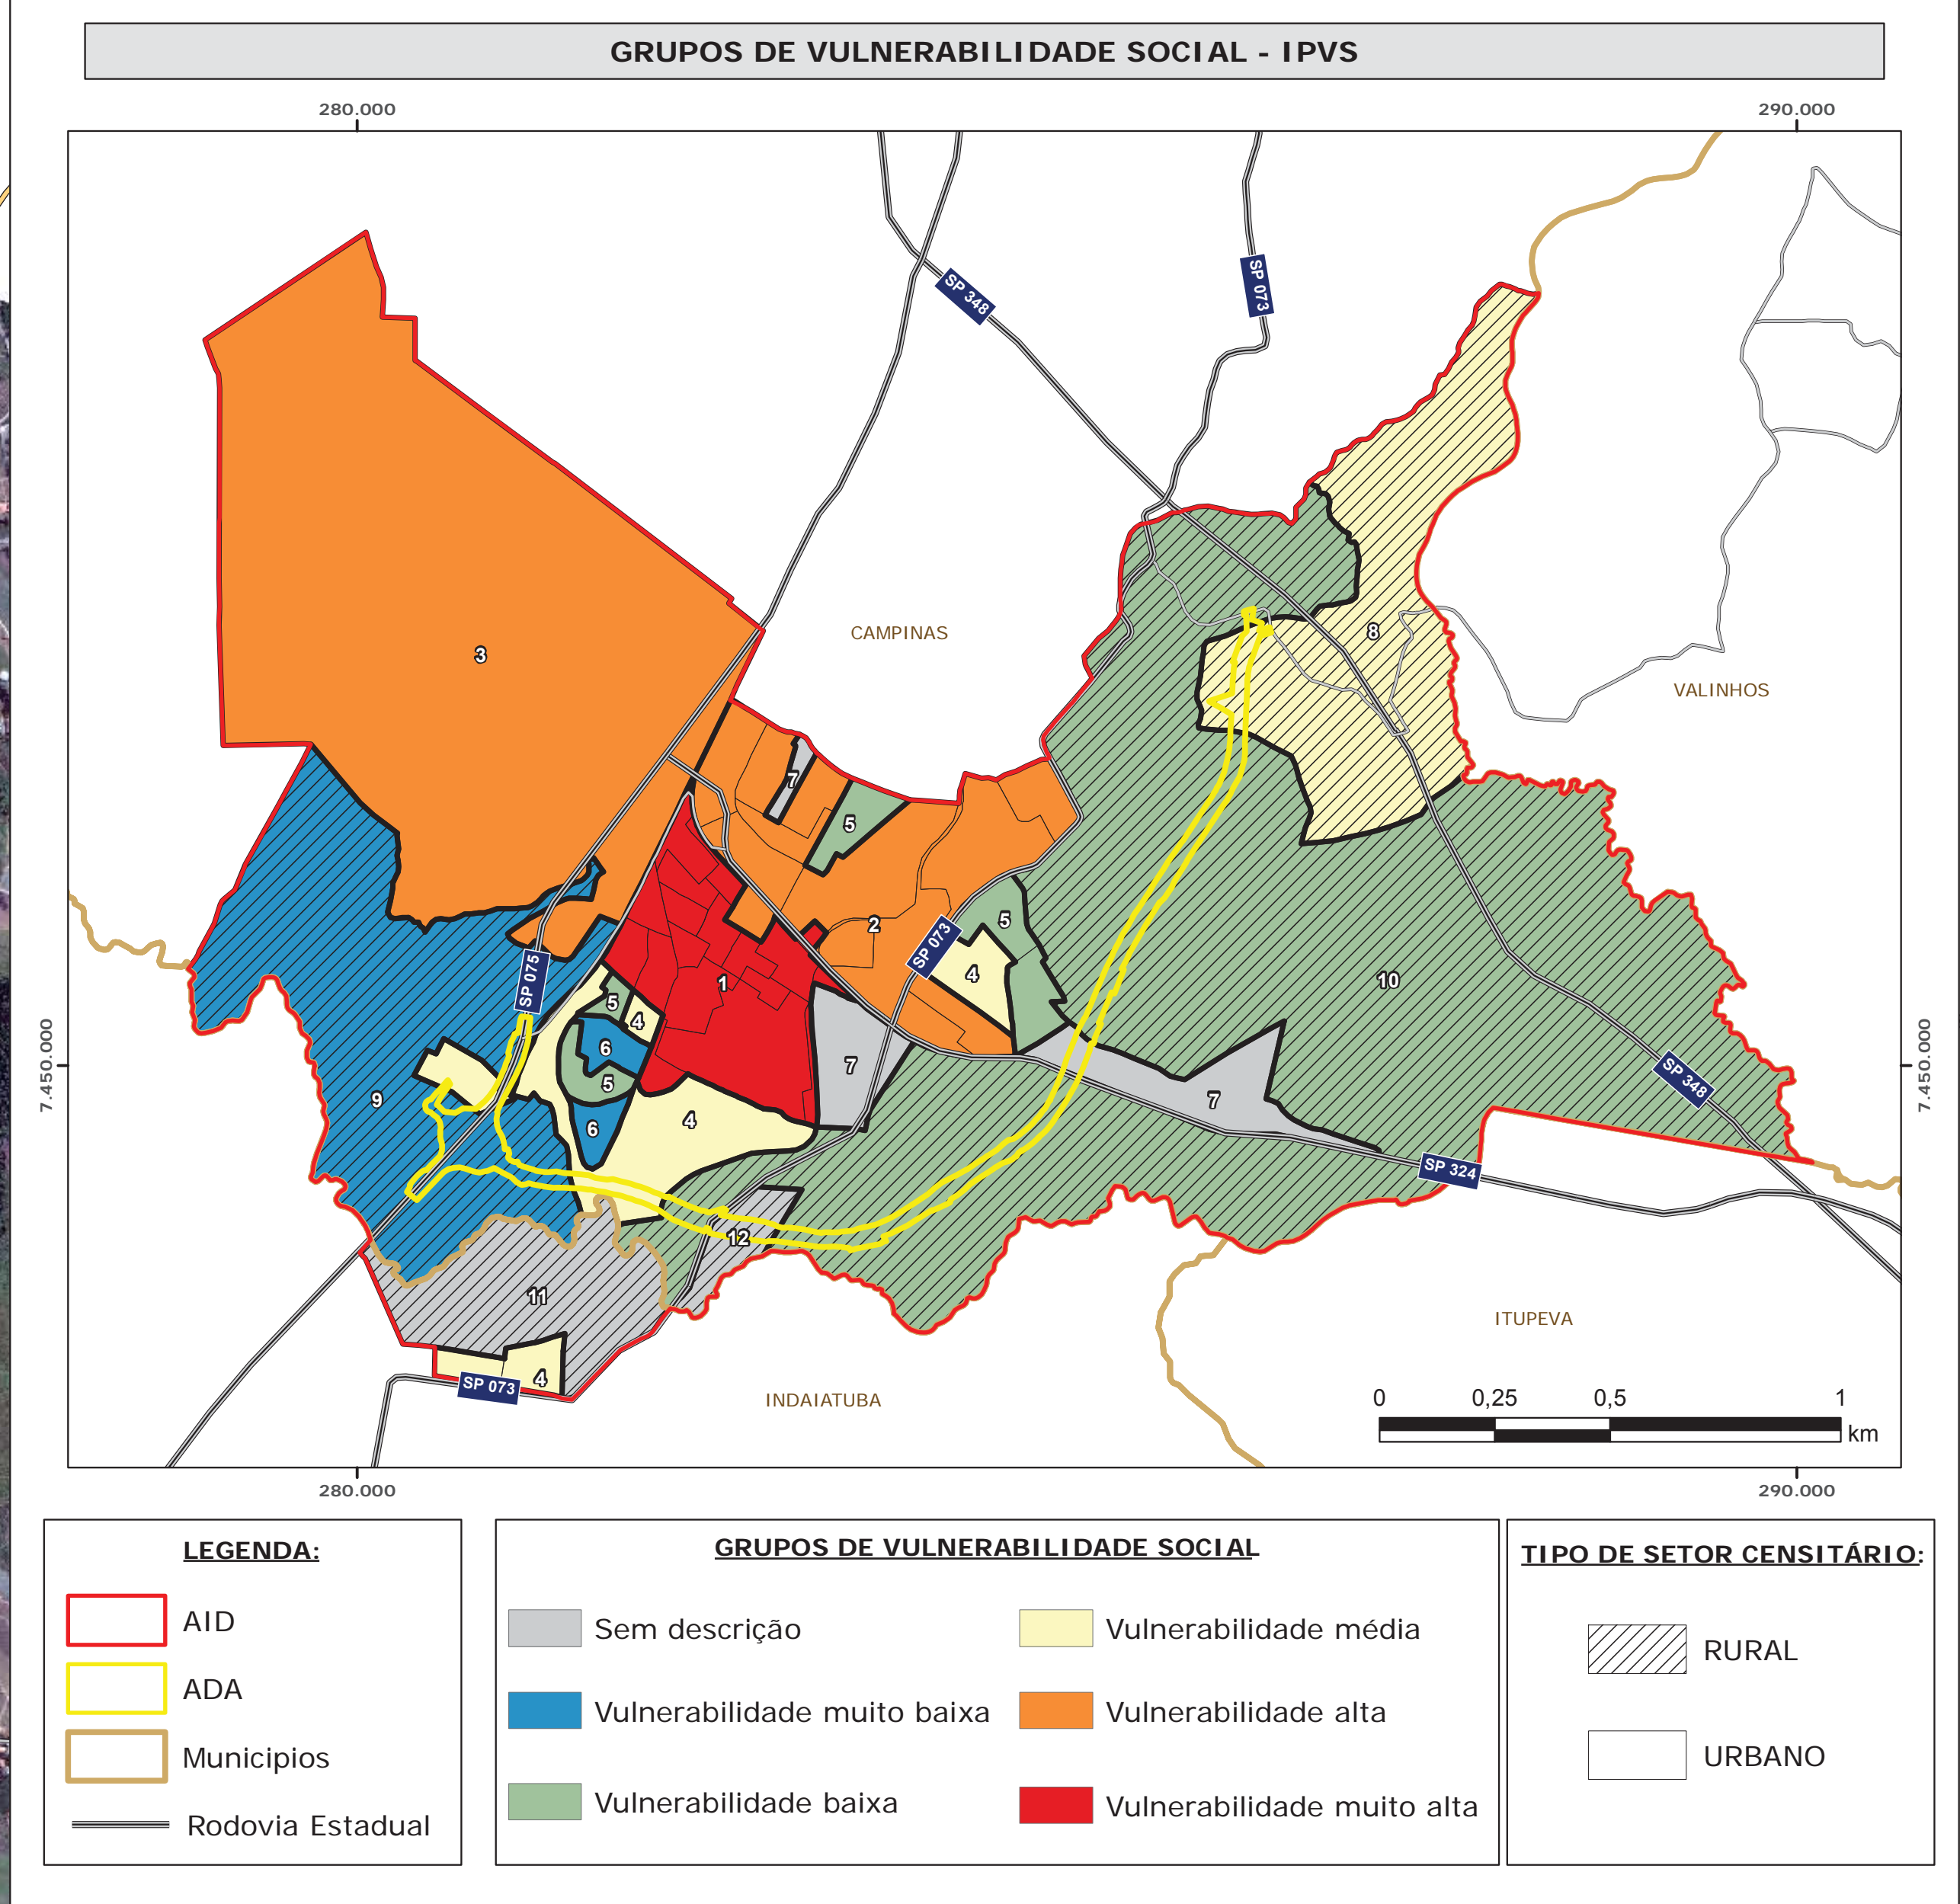 GRUPOS DE VULNERABILIDADE SOCIAL - IPVS
280.000
290.000
SP 348
SP 073
CAMPINAS
8
3
VALINHOS
7
5
2
5
SP 073
4
10
1
SP 075
5
4
6
7
5
7.450.000
7.450.000
9
SP 348
7
4
6
SP 324
12
11
ITUPEVA
4
SP 073
INDAIATUBA
0
0,25
0,5
1
km
280.000
290.000
LEGENDA:
AID
ADA
Municipios
Rodovia Estadual
GRUPOS DE VULNERABILIDADE SOCIAL
Sem descrição
Vulnerabilidade muito baixa
Vulnerabilidade baixa
Vulnerabilidade média
Vulnerabilidade alta
Vulnerabilidade muito alta
TIPO DE SETOR CENSITÁRIO:
RURAL
URBANO